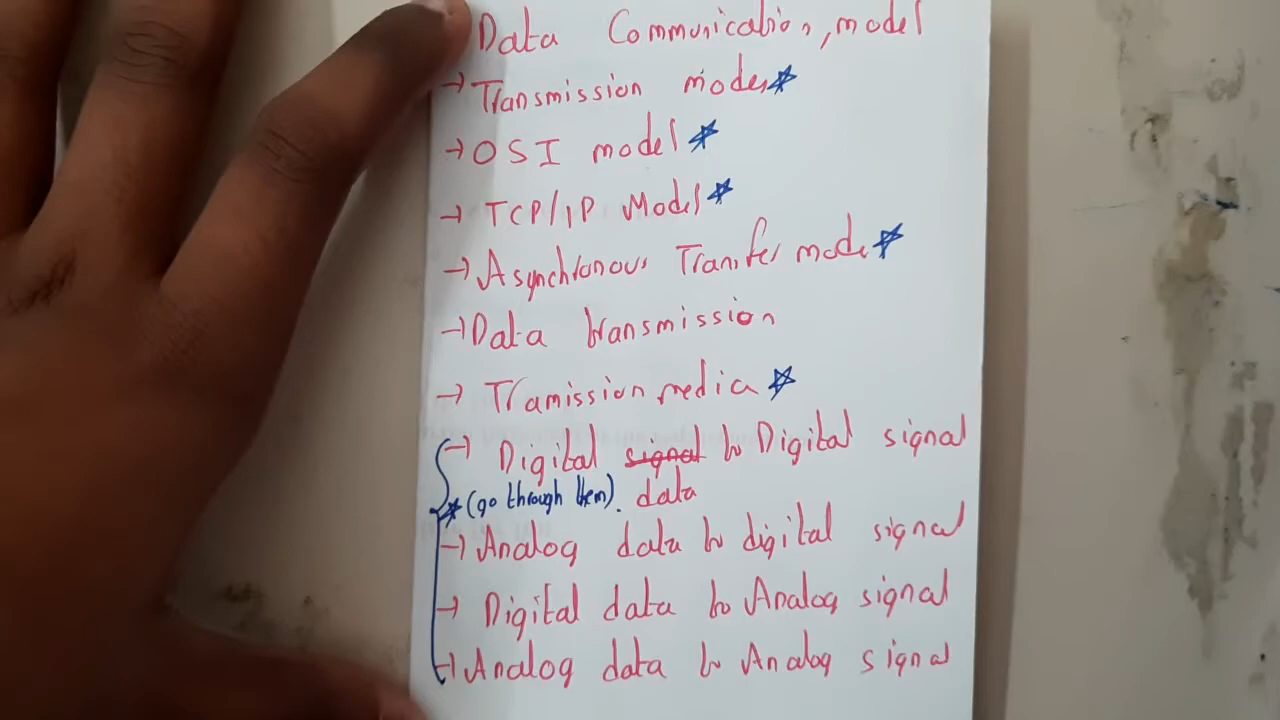 Data Communication, model
→ Transmission modes ☆
→ OSI model ☆
→ TCP/IP Model ☆
→ Asynchronous Transfer mode ☆
→ Data transmission
→ Tramission media ☆
→ Digital signal to Digital signal
☆ (go through them). data
→ Analog data to digital signal
→ Digital data to Analog signal
→ Analog data to Analog signal